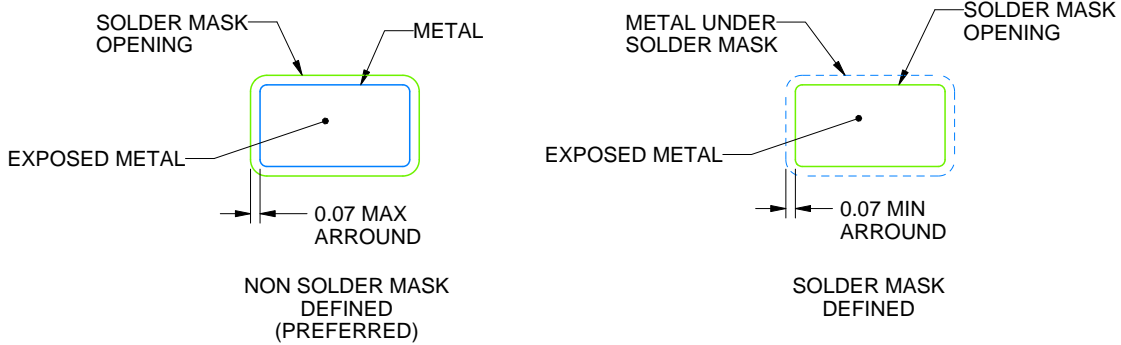 SOLDER MASK
OPENING
METAL
EXPOSED METAL
0.07 MAX
ARROUND
NON SOLDER MASK
DEFINED
(PREFERRED)
METAL UNDER
SOLDER MASK
SOLDER MASK
OPENING
EXPOSED METAL
0.07 MIN
ARROUND
SOLDER MASK
DEFINED